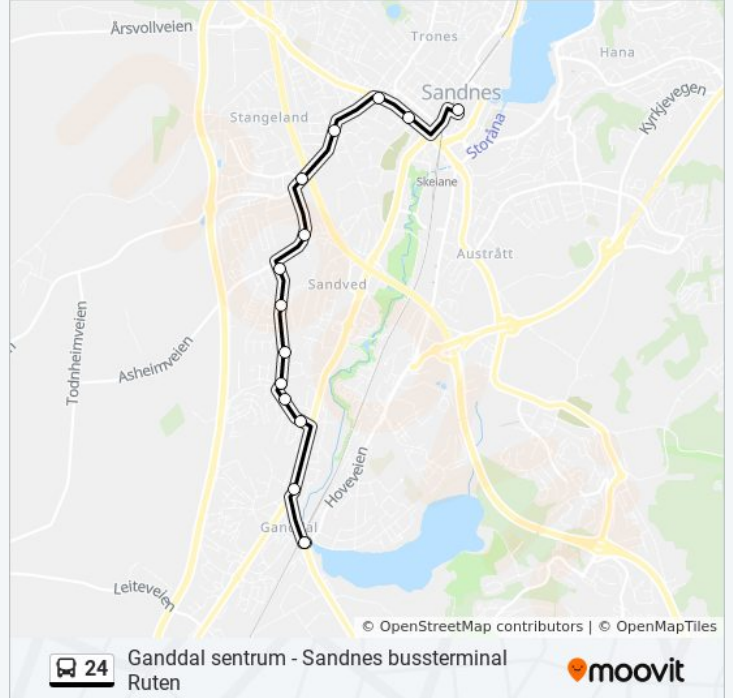 Årsvollveien
Trones
Hana
Sandnes
Kyrkjevegen
Stangeland
Storåna
Skeiane
Austrått
Sandved
Todnheimveien
Asheimveien
Hoveveien
Leiteveien
© OpenStreetMap contributors | © OpenMapTiles
24
Ganddal sentrum - Sandnes bussterminal
Ruten
moovit